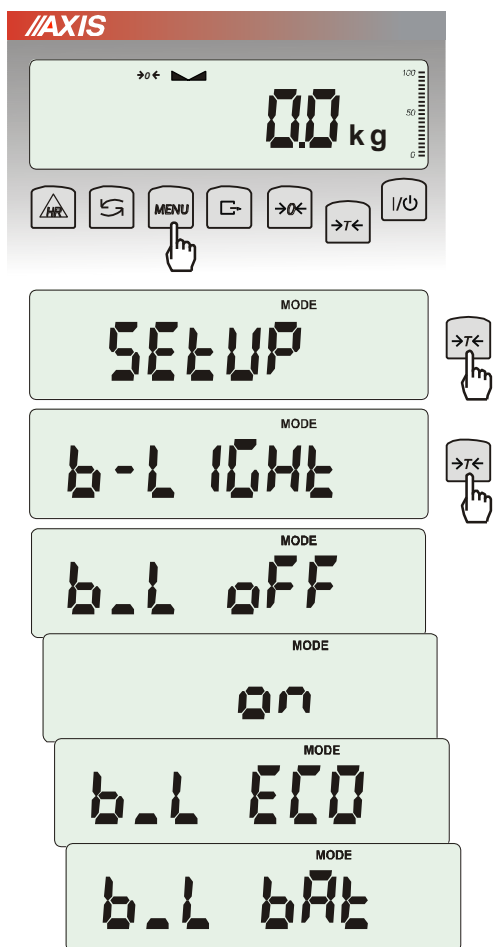 //AXIS
→0← 100
0.0 kg 50
0
HR MENU →0← →T← I/⏻
MODE
SEtUP →T←
MODE
b-LIGHt →T←
MODE
b_L oFF
MODE
on
MODE
b_L ECO
MODE
b_L bAt